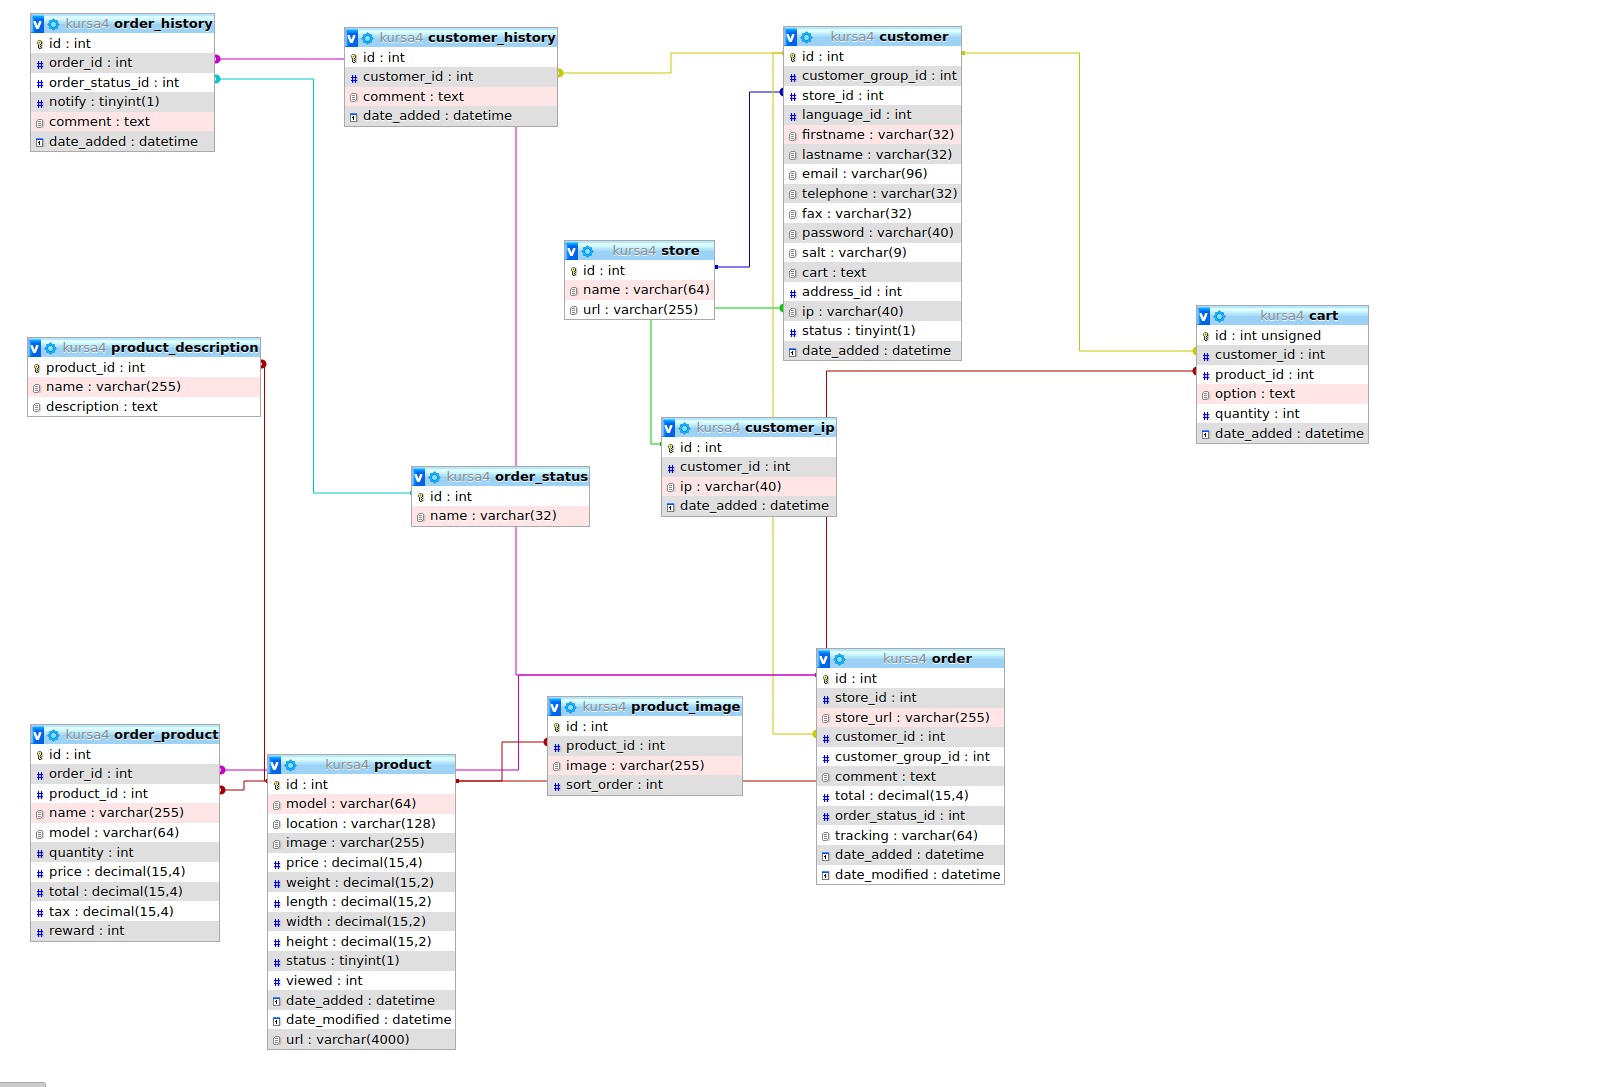 v kursa4 order_history
id : int
order_id : int
order_status_id : int
notify : tinyint(1)
comment : text
date_added : datetime
v kursa4 customer_history
id : int
customer_id : int
comment : text
date_added : datetime
v kursa4 customer
id : int
customer_group_id : int
store_id : int
language_id : int
firstname : varchar(32)
lastname : varchar(32)
email : varchar(96)
telephone : varchar(32)
fax : varchar(32)
password : varchar(40)
salt : varchar(9)
cart : text
address_id : int
ip : varchar(40)
status : tinyint(1)
date_added : datetime
v kursa4 store
id : int
name : varchar(64)
url : varchar(255)
v kursa4 cart
id : int unsigned
customer_id : int
product_id : int
option : text
quantity : int
date_added : datetime
v kursa4 product_description
product_id : int
name : varchar(255)
description : text
v kursa4 customer_ip
id : int
customer_id : int
ip : varchar(40)
date_added : datetime
v kursa4 order_status
id : int
name : varchar(32)
v kursa4 order
id : int
store_id : int
store_url : varchar(255)
customer_id : int
customer_group_id : int
comment : text
total : decimal(15,4)
order_status_id : int
tracking : varchar(64)
date_added : datetime
date_modified : datetime
v kursa4 product_image
id : int
product_id : int
image : varchar(255)
sort_order : int
v kursa4 order_product
id : int
order_id : int
product_id : int
name : varchar(255)
model : varchar(64)
quantity : int
price : decimal(15,4)
total : decimal(15,4)
tax : decimal(15,4)
reward : int
v kursa4 product
id : int
model : varchar(64)
location : varchar(128)
image : varchar(255)
price : decimal(15,4)
weight : decimal(15,2)
length : decimal(15,2)
width : decimal(15,2)
height : decimal(15,2)
status : tinyint(1)
viewed : int
date_added : datetime
date_modified : datetime
url : varchar(4000)